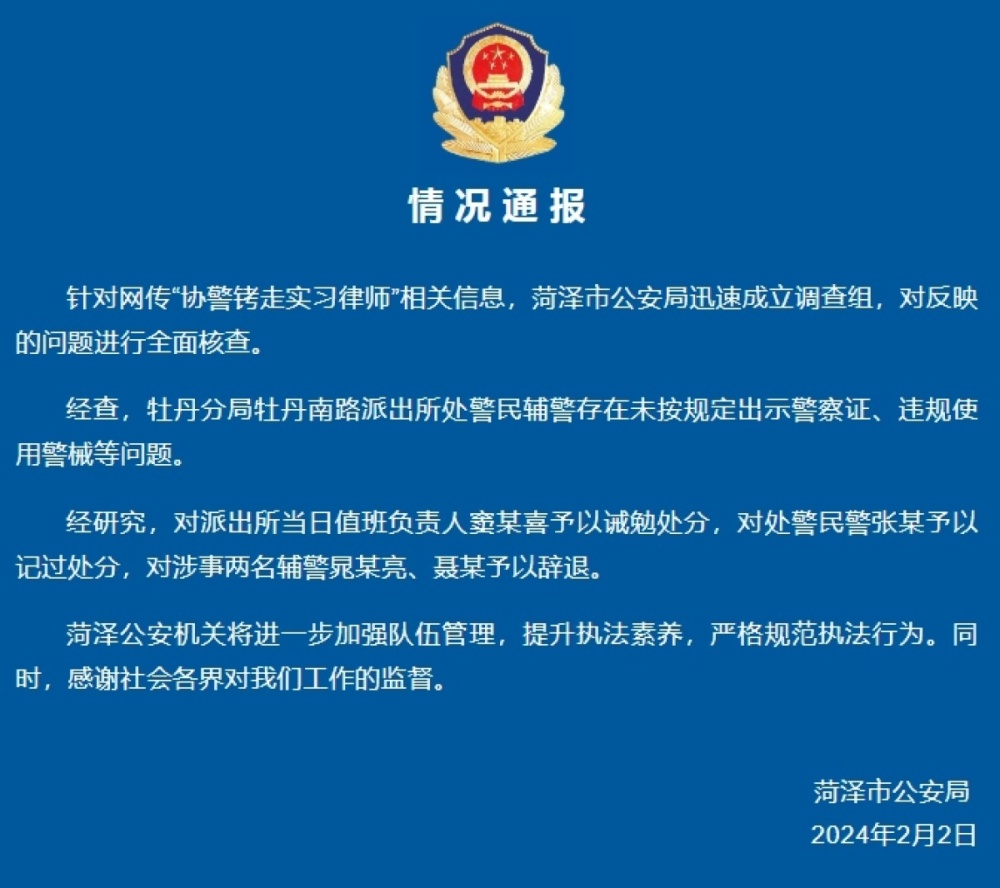 情况通报
针对网传“协警铐走实习律师”相关信息，菏泽市公安局迅速成立调查组，对反映
的问题进行全面核查。
经查，牡丹分局牡丹南路派出所处警民辅警存在未按规定出示警察证、违规使
用警械等问题。
经研究，对派出所当日值班负责人窦某喜予以诫勉处分，对处警民警张某予以
记过处分，对涉事两名辅警晁某亮、聂某予以辞退。
菏泽公安机关将进一步加强队伍管理，提升执法素养，严格规范执法行为。同
时，感谢社会各界对我们工作的监督。
菏泽市公安局
2024年2月2日